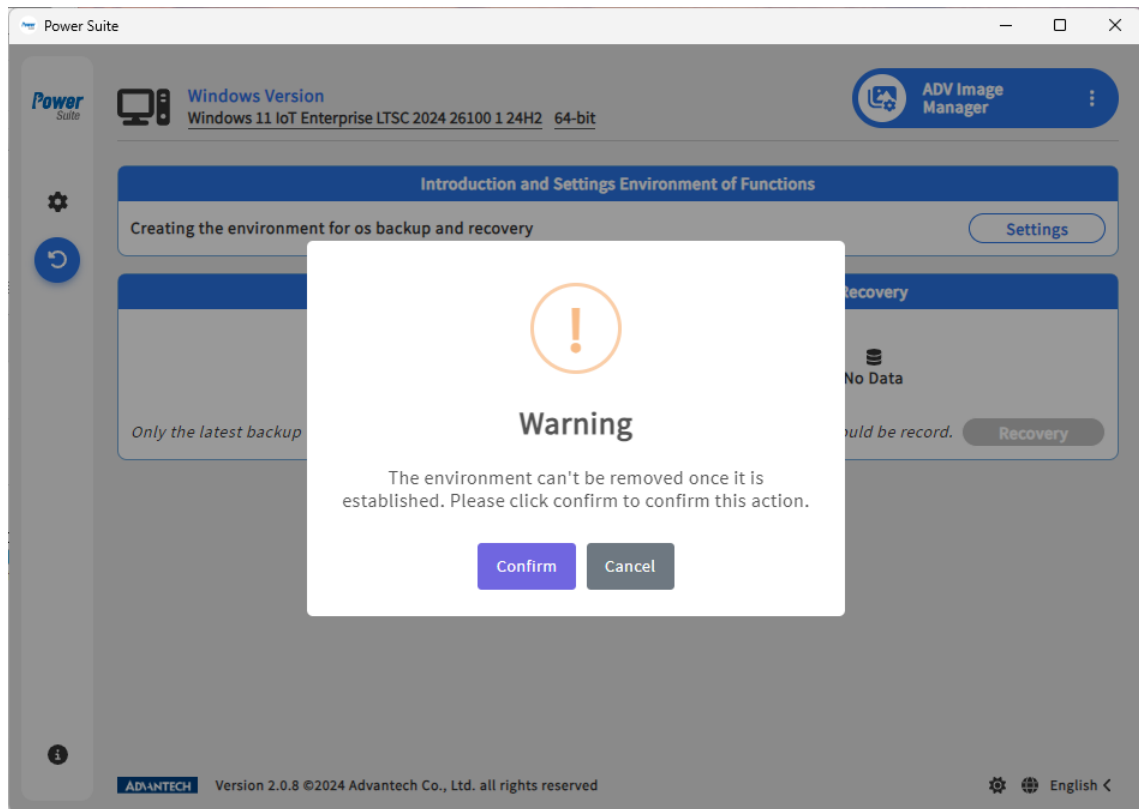 Power Suite
Power
Suite
Windows Version
Windows 11 IoT Enterprise LTSC 2024 26100 1 24H2 64-bit
ADV Image
Manager
Introduction and Settings Environment of Functions
Creating the environment for os backup and recovery
Settings
Recovery
No Data
Only the latest backup
ould be record.
Recovery
!
Warning
The environment can't be removed once it is
established. Please click confirm to confirm this action.
Confirm
Cancel
ADVANTECH
Version 2.0.8 ©2024 Advantech Co., Ltd. all rights reserved
English